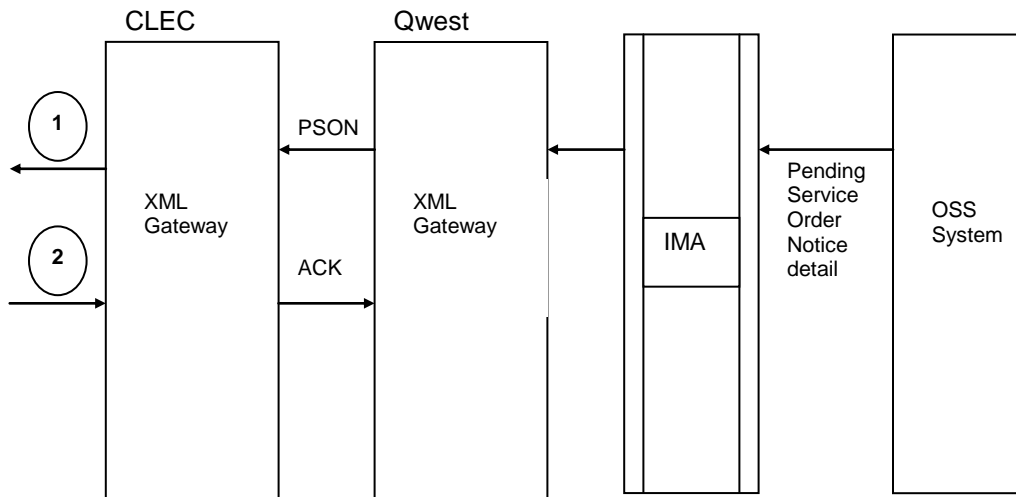 CLEC
Qwest
1
PSON
Pending
Service
Order
Notice
detail
XML
Gateway
XML
Gateway
OSS
System
IMA
2
ACK